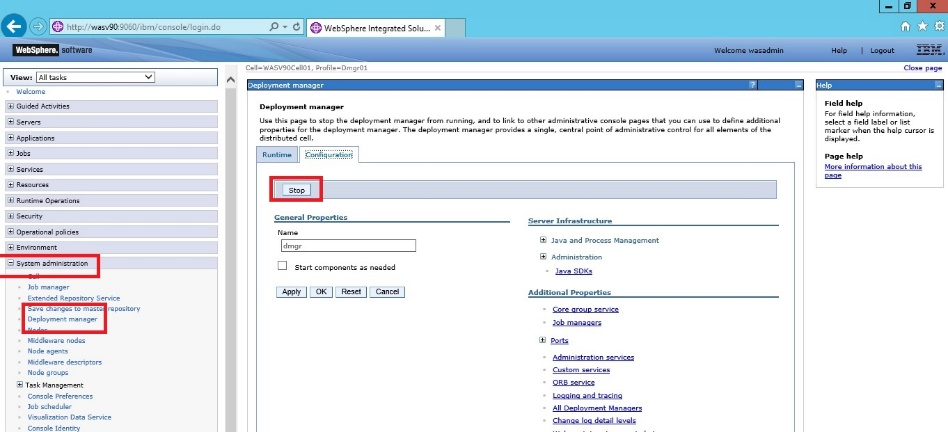 http://wasv90:9060/ibm/console/login.do
WebSphere Integrated Solu...
WebSphere. software
Welcome wasadmin
Help
Logout
IBM.
View: All tasks
Cell=WASV90Cell01, Profile=Dmgr01
Close page
Welcome
Guided Activities
Servers
Applications
Jobs
Services
Resources
Runtime Operations
Security
Operational policies
Environment
System administration
Cell
Job manager
Extended Repository Service
Save changes to master repository
Deployment manager
Nodes
Middleware nodes
Node agents
Middleware descriptors
Node groups
Task Management
Console Preferences
Job scheduler
Visualization Data Service
Console Identity
Deployment manager
Deployment manager
Use this page to stop the deployment manager from running, and to link to other administrative console pages that you can use to define additional
properties for the deployment manager. The deployment manager provides a single, central point of administrative control for all elements of the
distributed cell.
Runtime
Configuration
Stop
General Properties
Name
dmgr
Start components as needed
Apply
OK
Reset
Cancel
Server Infrastructure
Java and Process Management
Administration
Java SDKs
Additional Properties
Core group service
Job managers
Ports
Administration services
Custom services
ORB service
Logging and tracing
All Deployment Managers
Change log detail levels
Help
Field help
For field help information,
select a field label or list
marker when the help cursor is
displayed.
Page help
More information about this
page